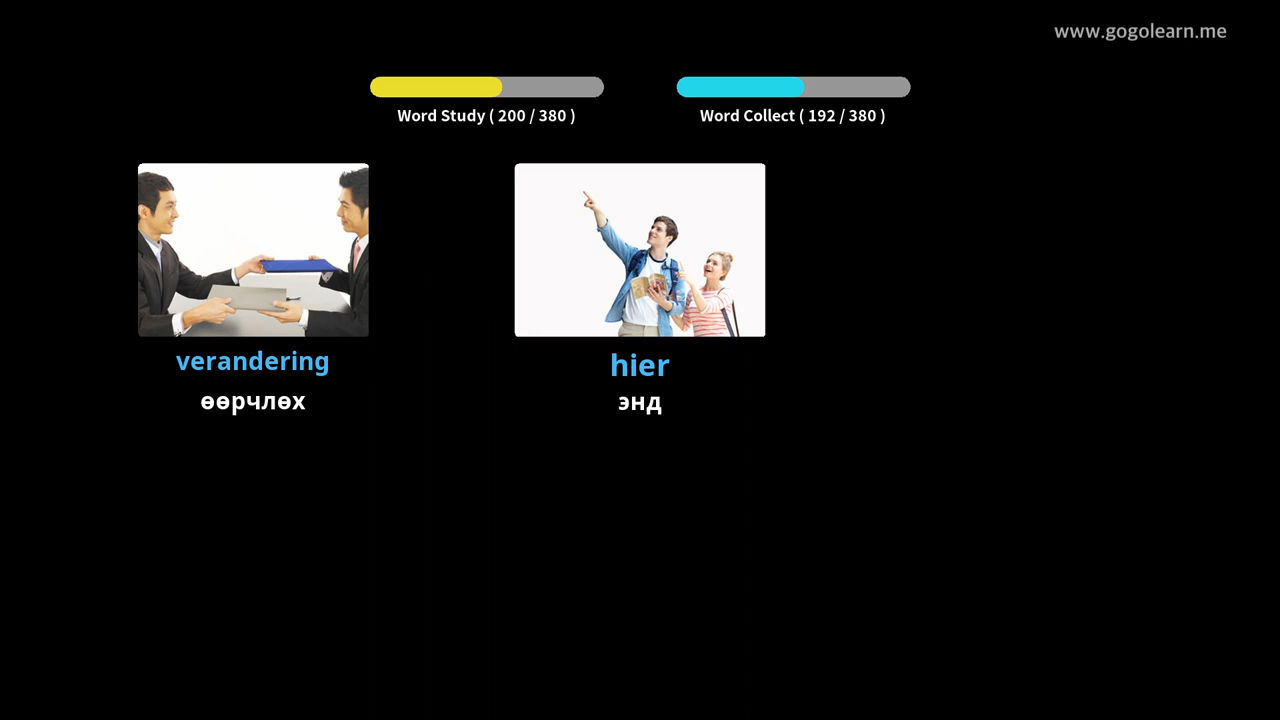 www.gogolearn.me
Word Study ( 200 / 380 )
Word Collect ( 192 / 380 )
verandering
өөрчлөх
hier
энд